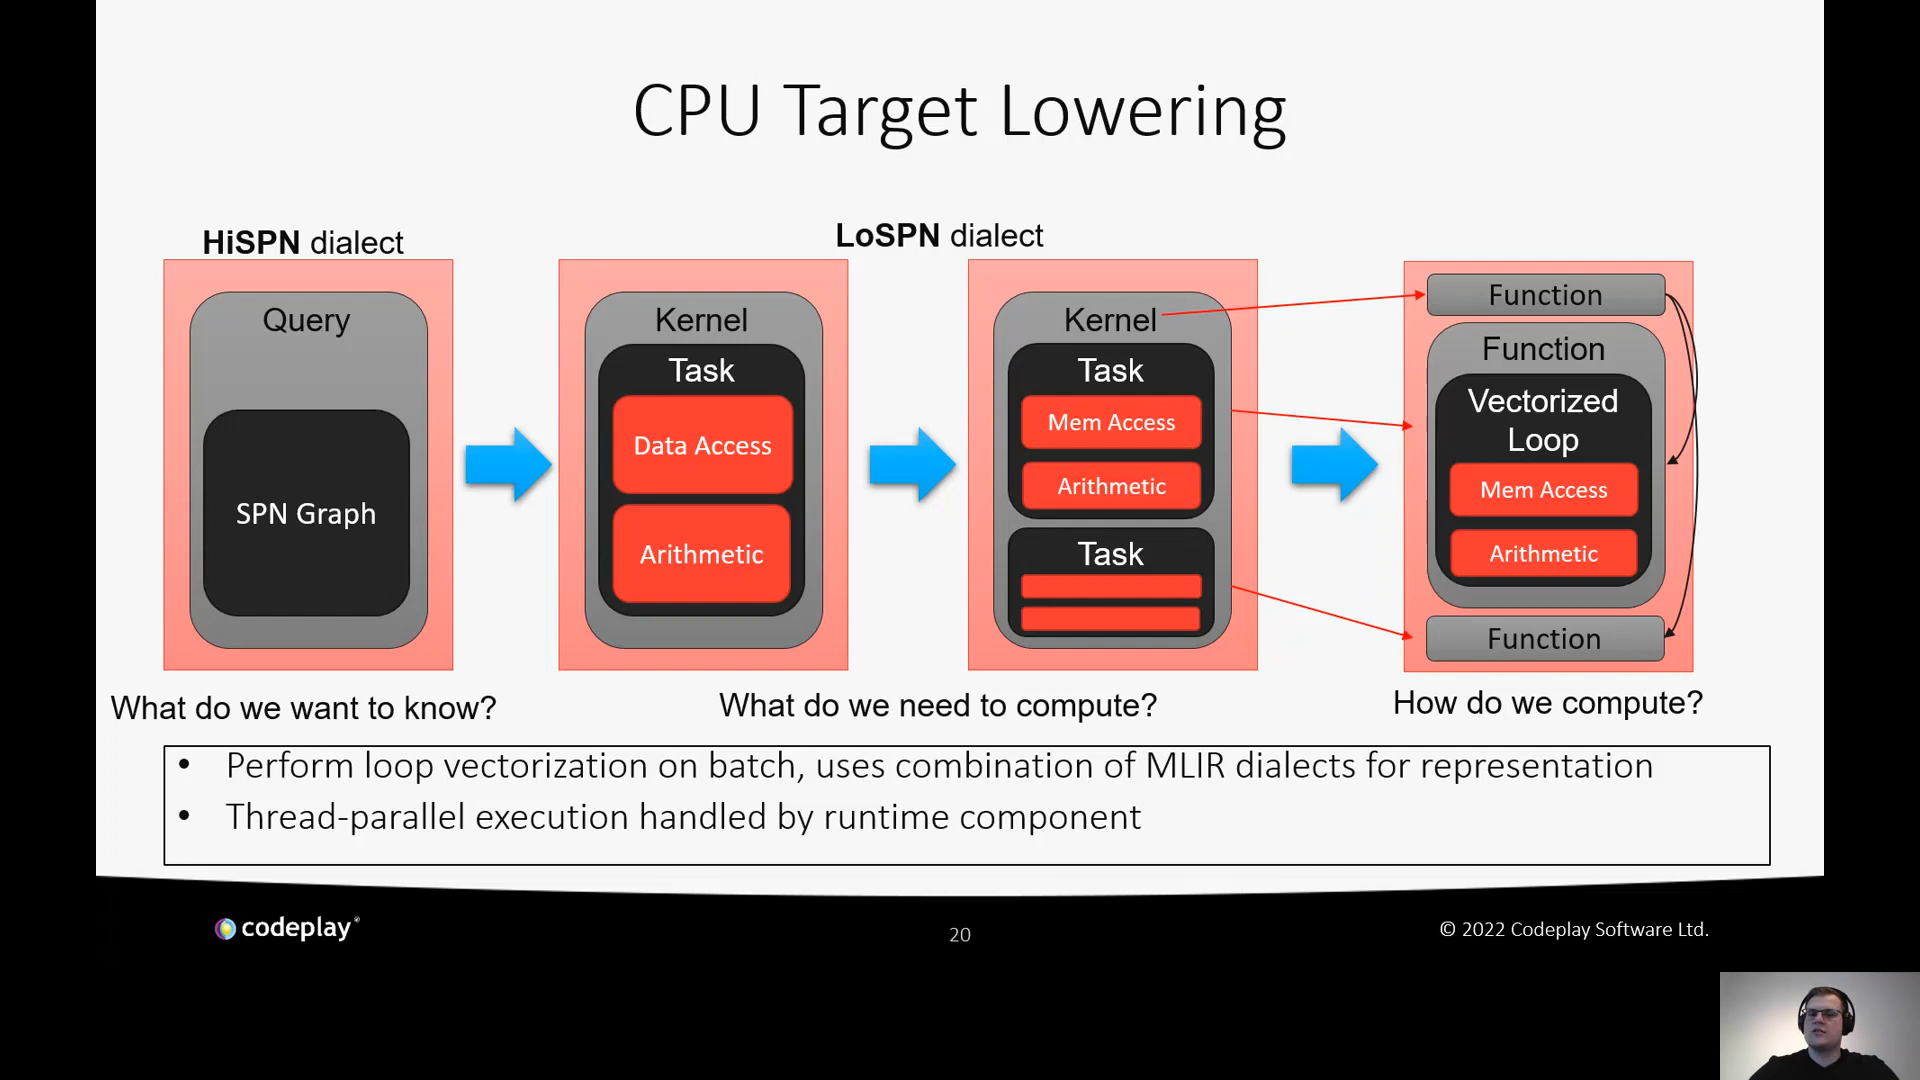 CPU Target Lowering
HiSPN dialect
LoSPN dialect
Query
SPN Graph
Kernel
Task
Data Access
Arithmetic
Kernel
Task
Mem Access
Arithmetic
Task
Function
Function
Vectorized
Loop
Mem Access
Arithmetic
Function
What do we want to know?
What do we need to compute?
How do we compute?
• Perform loop vectorization on batch, uses combination of MLIR dialects for representation
• Thread-parallel execution handled by runtime component
codeplay®
20
© 2022 Codeplay Software Ltd.